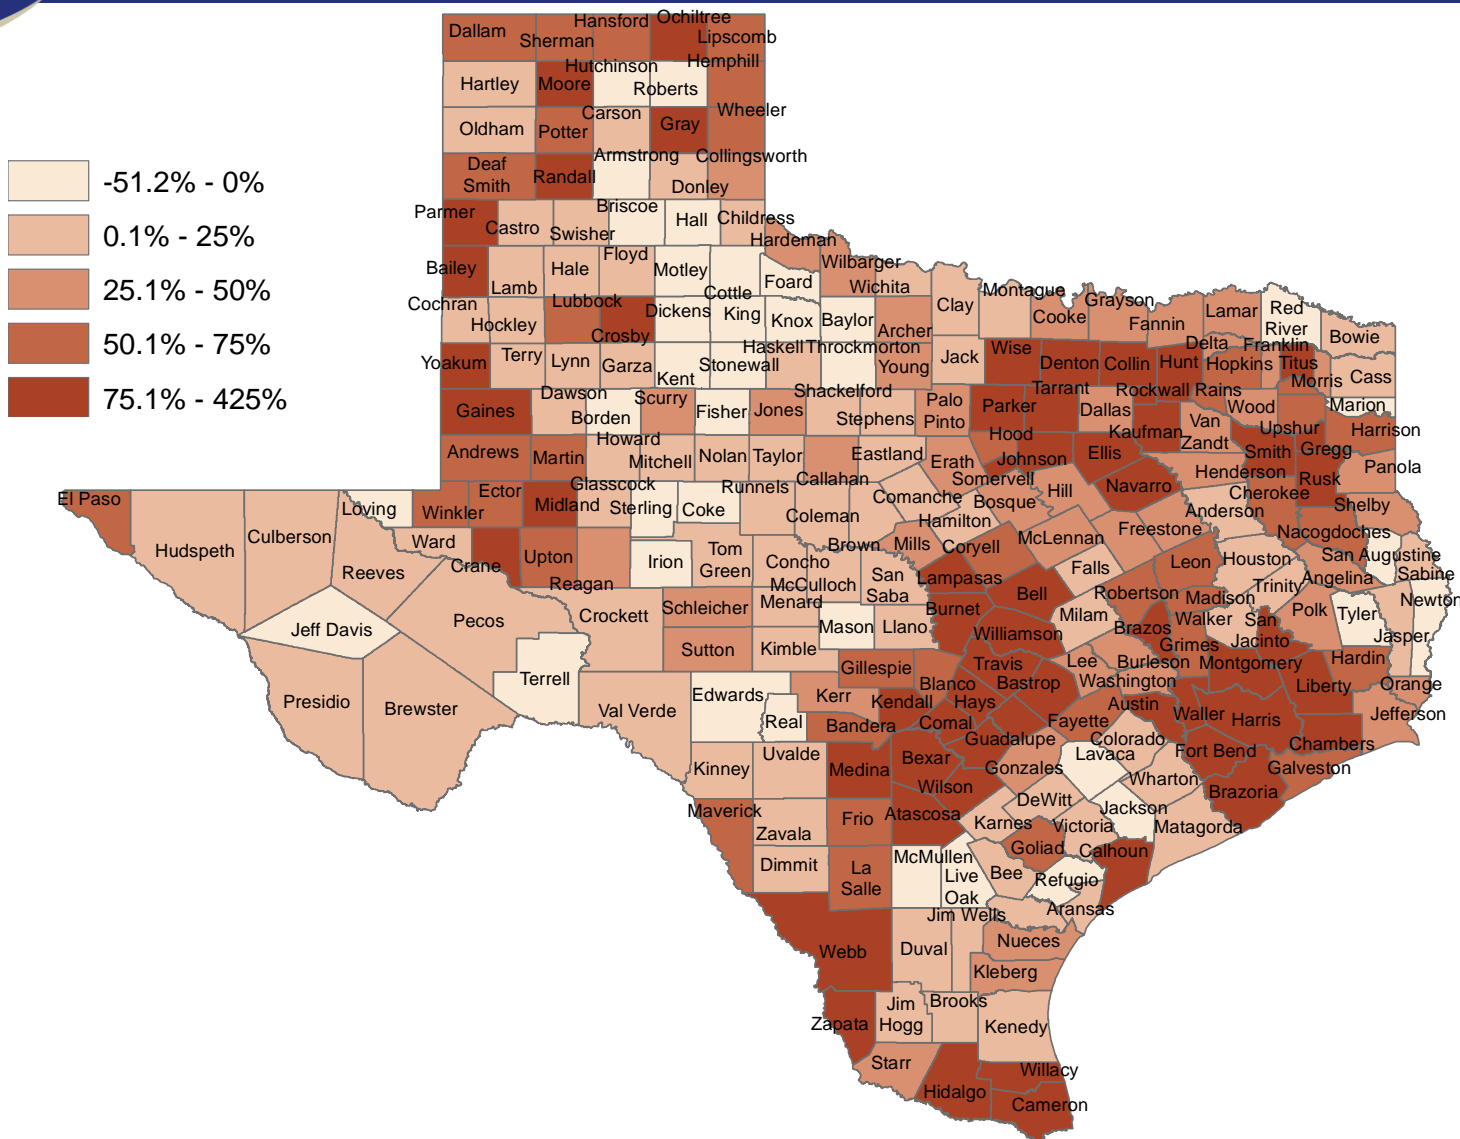 -51.2% - 0%
0.1% - 25%
25.1% - 50%
50.1% - 75%
75.1% - 425%
Dallam
Sherman
Hansford
Ochiltree
Lipscomb
Hartley
Moore
Hutchinson
Roberts
Hemphill
Oldham
Potter
Carson
Gray
Wheeler
Deaf
Smith
Randall
Armstrong
Donley
Collingsworth
Parmer
Castro
Swisher
Briscoe
Hall
Childress
Hardeman
Bailey
Lamb
Hale
Floyd
Motley
Cottle
Foard
Wilbarger
Wichita
Cochran
Hockley
Lubbock
Crosby
Dickens
King
Knox
Baylor
Archer
Clay
Montague
Cooke
Grayson
Fannin
Lamar
Red
River
Bowie
Delta
Franklin
Yoakum
Terry
Lynn
Garza
Kent
Stonewall
Haskell
Throckmorton
Young
Jack
Wise
Denton
Collin
Hunt
Hopkins
Titus
Morris
Cass
Gaines
Dawson
Borden
Scurry
Fisher
Jones
Shackelford
Stephens
Palo
Pinto
Parker
Tarrant
Dallas
Rockwall
Rains
Wood
Upshur
Marion
Harrison
Andrews
Martin
Howard
Mitchell
Nolan
Taylor
Callahan
Eastland
Erath
Hood
Somervell
Johnson
Ellis
Kaufman
Van
Zandt
Henderson
Smith
Gregg
Rusk
Panola
El Paso
Hudspeth
Culberson
Loving
Winkler
Ector
Midland
Glasscock
Sterling
Coke
Runnels
Coleman
Comanche
Hamilton
Bosque
Hill
Navarro
Anderson
Cherokee
Shelby
Nacogdoches
Reeves
Ward
Crane
Upton
Reagan
Irion
Tom
Green
Concho
McCulloch
Brown
Mills
San
Saba
Coryell
McLennan
Freestone
Lampasas
Falls
Leon
Houston
Trinity
Angelina
San Augustine
Sabine
Newton
Jeff Davis
Pecos
Crockett
Schleicher
Menard
Mason
Llano
Burnet
Bell
Milam
Robertson
Madison
Brazos
Walker
Grimes
San
Jacinto
Polk
Tyler
Jasper
Presidio
Brewster
Terrell
Sutton
Kimble
Gillespie
Williamson
Travis
Bastrop
Lee
Burleson
Washington
Montgomery
Liberty
Hardin
Orange
Jefferson
Val Verde
Edwards
Real
Kerr
Bandera
Kendall
Blanco
Hays
Comal
Guadalupe
Fayette
Austin
Waller
Harris
Chambers
Kinney
Uvalde
Medina
Bexar
Wilson
Gonzales
Lavaca
Colorado
Wharton
Fort Bend
Galveston
Brazoria
Maverick
Zavala
Frio
Atascosa
Karnes
DeWitt
Victoria
Jackson
Matagorda
Goliad
Calhoun
Dimmit
La
Salle
McMullen
Live
Oak
Bee
Refugio
Aransas
Webb
Duval
Jim Wells
Nueces
Kleberg
Zapata
Jim
Hogg
Brooks
Kenedy
Starr
Hidalgo
Willacy
Cameron